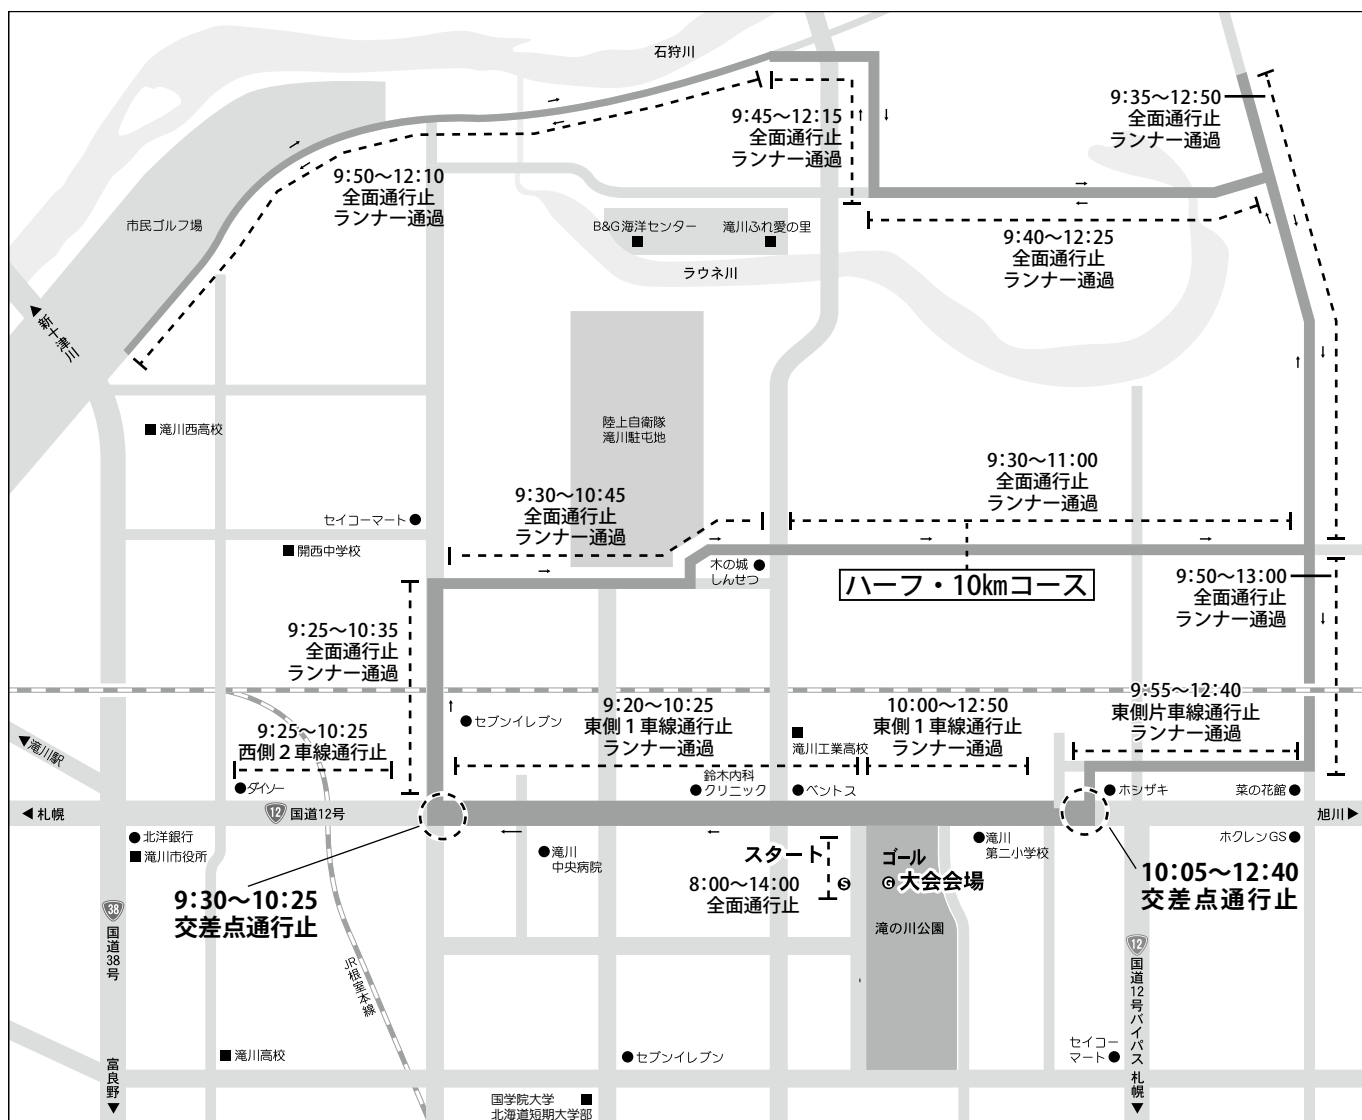 石狩川
9:35～12:50
全面通行止
ランナー通過
9:45～12:15
全面通行止
ランナー通過
9:50～12:10
全面通行止
ランナー通過
市民ゴルフ場
B&G海洋センター
滝川ふれ愛の里
9:40～12:25
全面通行止
ランナー通過
ラウネ川
▲新十津川
陸上自衛隊
滝川駐屯地
滝川西高校
9:30～11:00
全面通行止
ランナー通過
9:30～10:45
全面通行止
ランナー通過
セイコーマート
開西中学校
木の城
しんせつ
ハーフ・10㎞コース
9:50～13:00
全面通行止
ランナー通過
9:25～10:35
全面通行止
ランナー通過
9:20～10:25
東側1車線通行止
ランナー通過
10:00～12:50
東側1車線通行止
ランナー通過
9:55～12:40
東側片車線通行止
ランナー通過
セブンイレブン
9:25～10:25
西側2車線通行止
◀滝川駅
滝川工業高校
鈴木内科
クリニック
ベントス
ダイソー
ホシザキ
菜の花館
◀札幌
12 国道12号
旭川▶
北洋銀行
滝川市役所
滝川
中央病院
スタート
8:00～14:00
全面通行止
S
ゴール
G 大会会場
滝川
第二小学校
ホクレンGS
9:30～10:25
交差点通行止
10:05～12:40
交差点通行止
38
国道38号
富良野▼
滝の川公園
12
国道12号バイパス 札幌▼
JR根室本線
滝川高校
セブンイレブン
セイコー
マート
国学院大学
北海道短期大学部